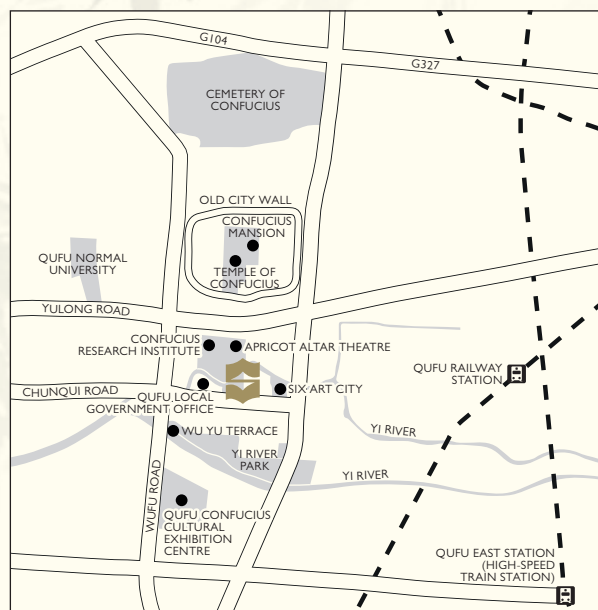 G104
G327
CEMETERY OF
CONFUCIUS
OLD CITY WALL
CONFUCIUS
MANSION
TEMPLE OF
CONFUCIUS
QUFU NORMAL
UNIVERSITY
YULONG ROAD
CONFUCIUS
RESEARCH INSTITUTE
APRICOT ALTAR THEATRE
QUFU RAILWAY
STATION
CHUNQUI ROAD
QUFU LOCAL
GOVERNMENT OFFICE
SIX ART CITY
WU YU TERRACE
YI RIVER
YI RIVER
PARK
YI RIVER
WUFU ROAD
QUFU CONFUCIUS
CULTURAL
EXHIBITION
CENTRE
QUFU EAST STATION
(HIGH-SPEED
TRAIN STATION)